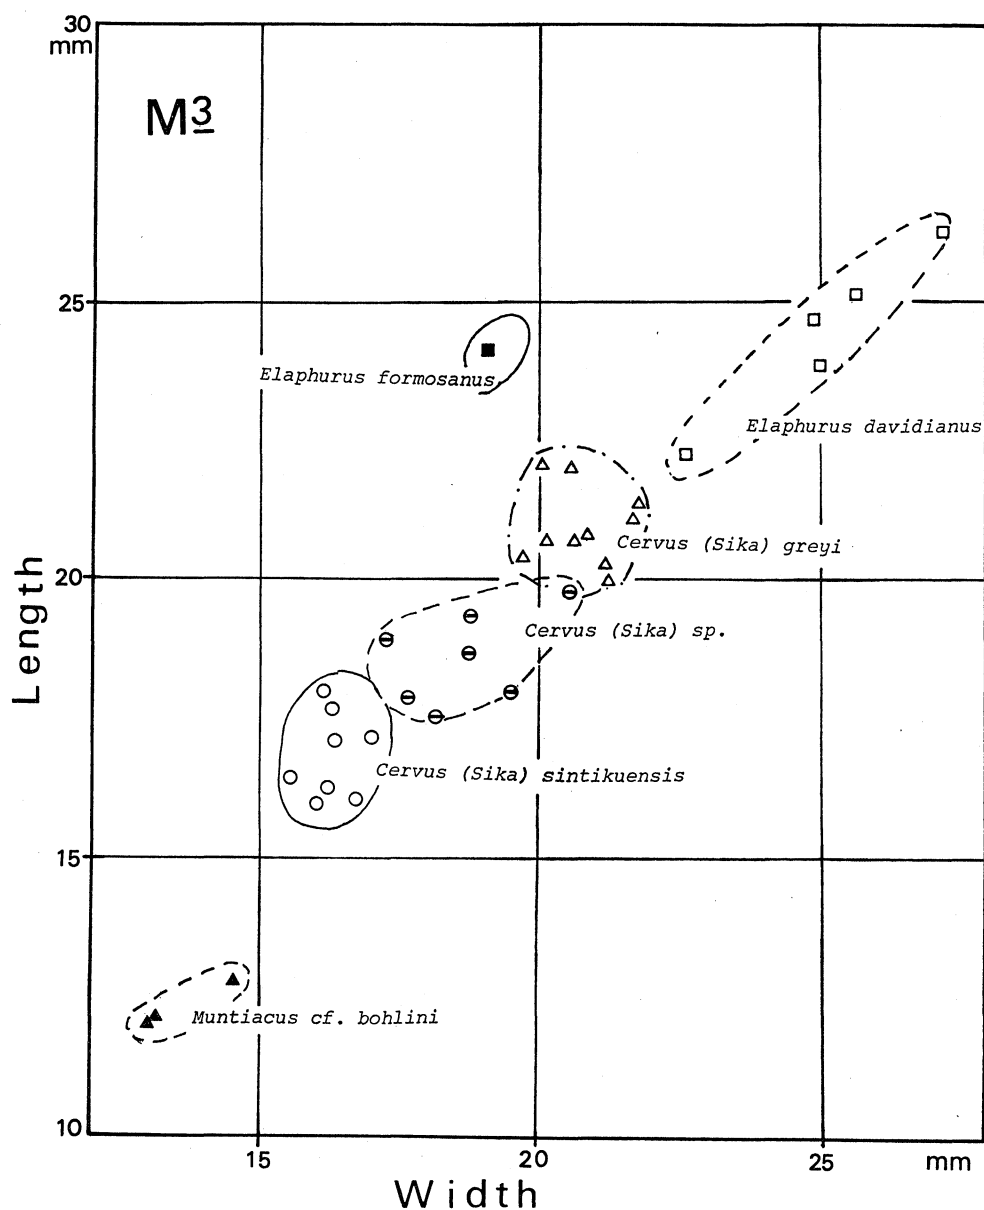 30
mm
M3
25
Elaphurus formosanus
Elaphurus davidianus
Cervus (Sika) greyi
20
Cervus (Sika) sp.
Length
Cervus (Sika) sintikuensis
15
Muntiacus cf. bohlini
10
15
20
25
mm
Width